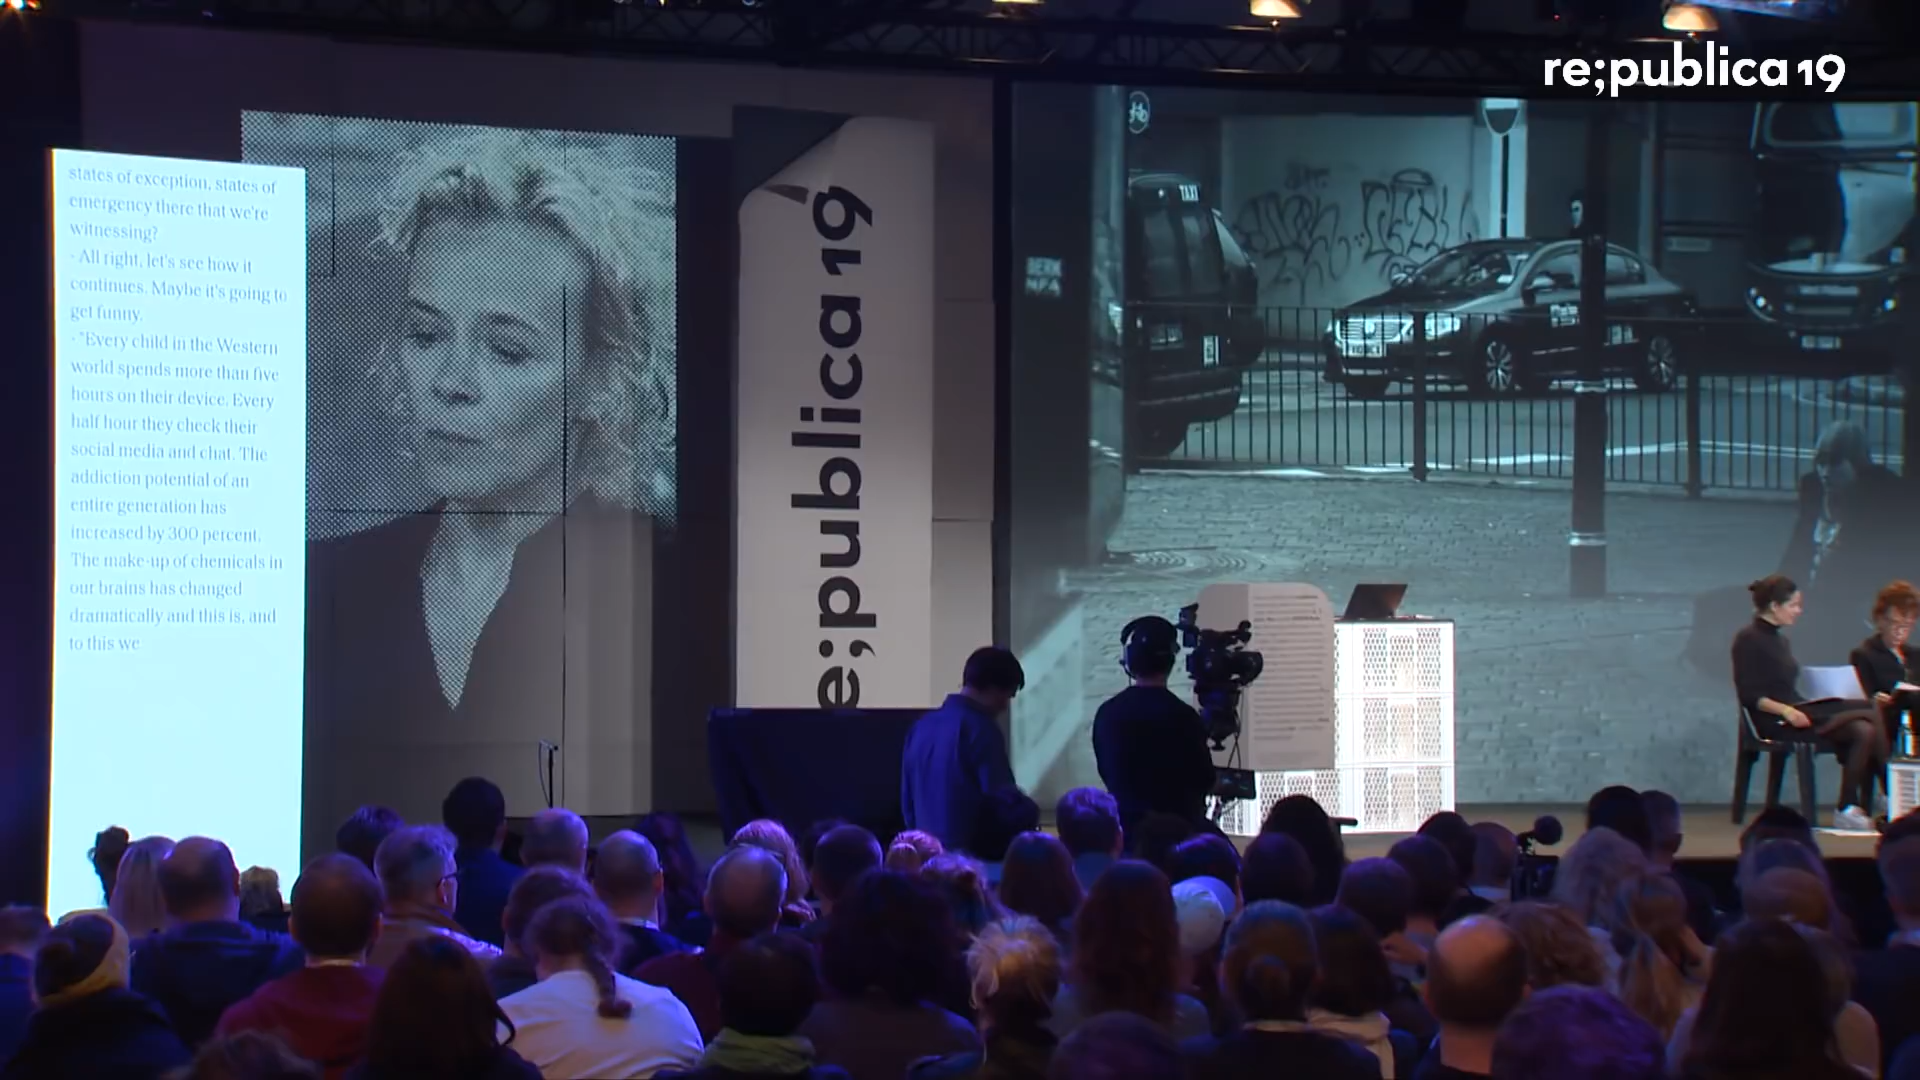 re;publica 19
states of exception, states of
emergency there that we're
witnessing?
- All right, let's see how it
continues. Maybe it's going to
get funny.
- "Every child in the Western
world spends more than five
hours on their device. Every
half hour they check their
social media and chat. The
addiction potential of an
entire generation has
increased by 300 percent.
The make-up of chemicals in
our brains has changed
dramatically and this is, and
to this we
e;publica 19
TAXI